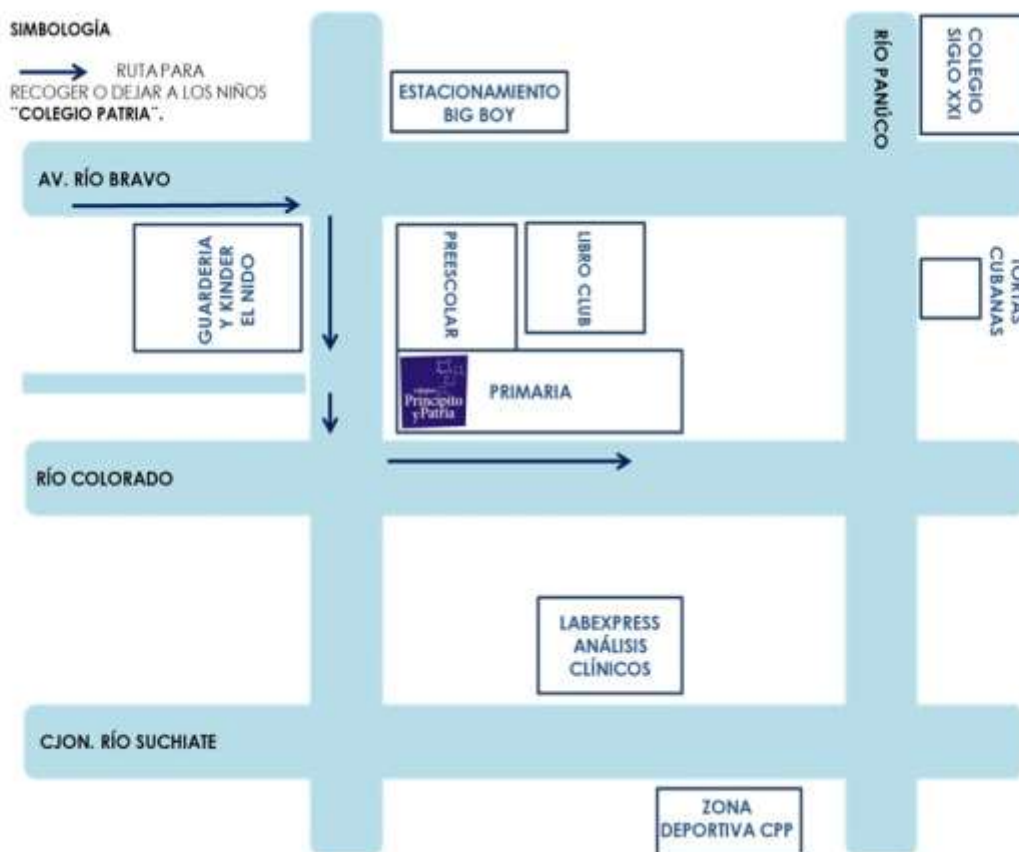 SIMBOLOGÍA
RUTA PARA
RECOGER O DEJAR A LOS NIÑOS
¨COLEGIO PATRIA¨.
ESTACIONAMIENTO
BIG BOY
RÍO PANÚCO
COLEGIO
SIGLO XXI
AV. RÍO BRAVO
GUARDERIA
Y KINDER
EL NIDO
PREESCOLAR
LIBRO CLUB
TORTAS
CUBANAS
Principito
y Patria
PRIMARIA
RÍO COLORADO
LABEXPRESS
ANÁLISIS
CLÍNICOS
CJON. RÍO SUCHIATE
ZONA
DEPORTIVA CPP